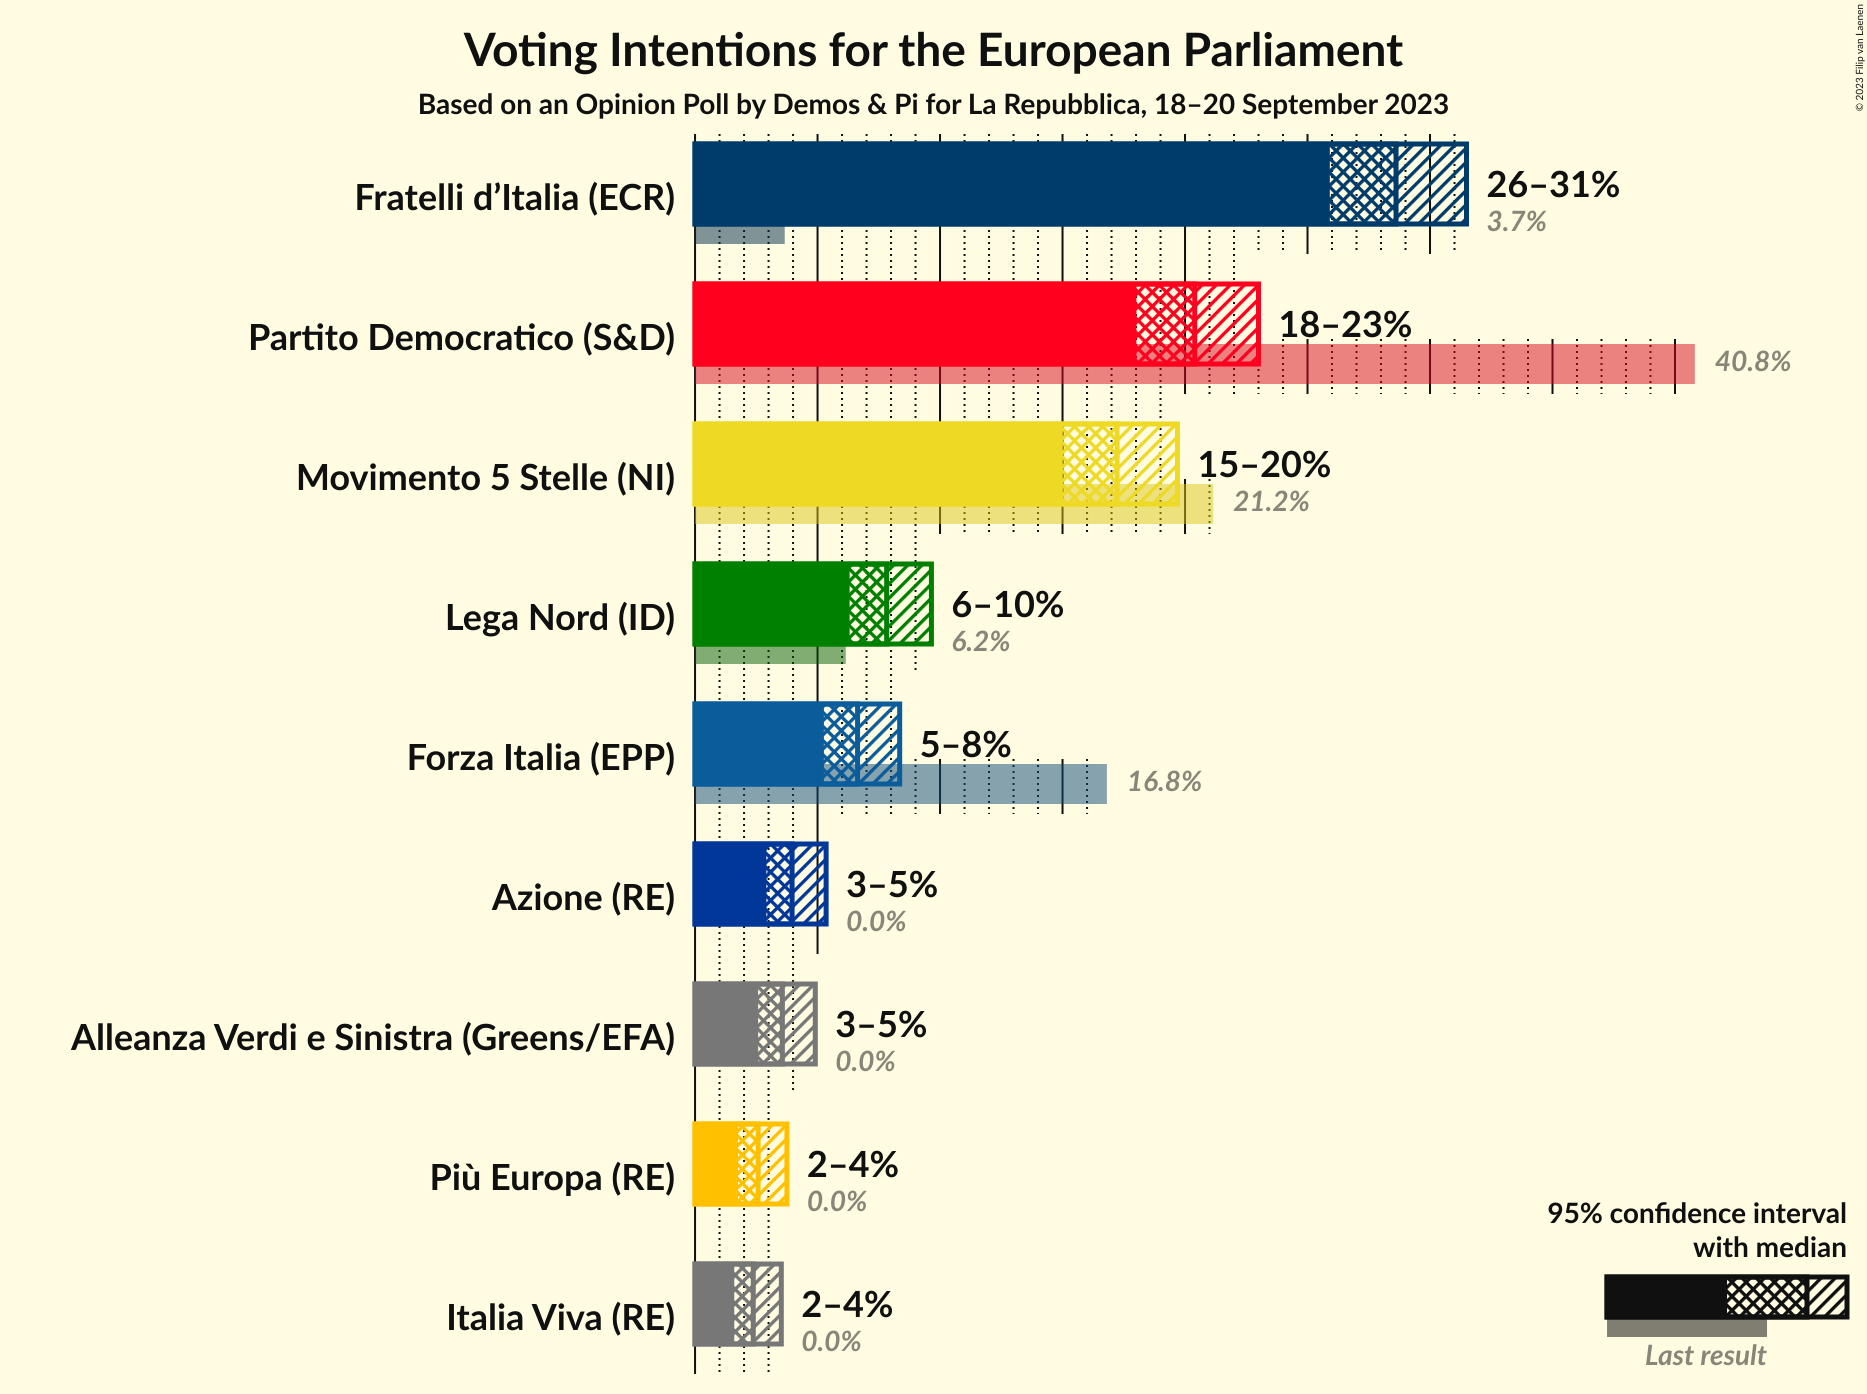 Voting Intentions for the European Parliament
Based on an Opinion Poll by Demos & Pi for La Repubblica, 18–20 September 2023
© 2023 Filip van Laenen
Fratelli d’Italia (ECR)
26–31%
3.7%
Partito Democratico (S&D)
18–23%
40.8%
Movimento 5 Stelle (NI)
15–20%
21.2%
Lega Nord (ID)
6–10%
6.2%
Forza Italia (EPP)
5–8%
16.8%
Azione (RE)
3–5%
0.0%
Alleanza Verdi e Sinistra (Greens/EFA)
3–5%
0.0%
Più Europa (RE)
2–4%
0.0%
Italia Viva (RE)
2–4%
0.0%
95% confidence interval
with median
Last result